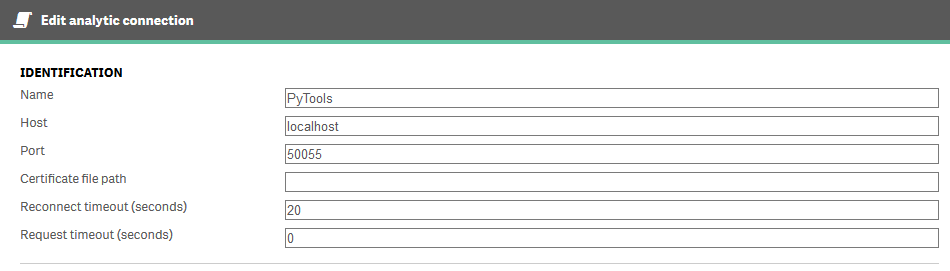 Edit analytic connection
IDENTIFICATION
Name PyTools
Host localhost
Port 50055
Certificate file path
Reconnect timeout (seconds) 20
Request timeout (seconds) 0